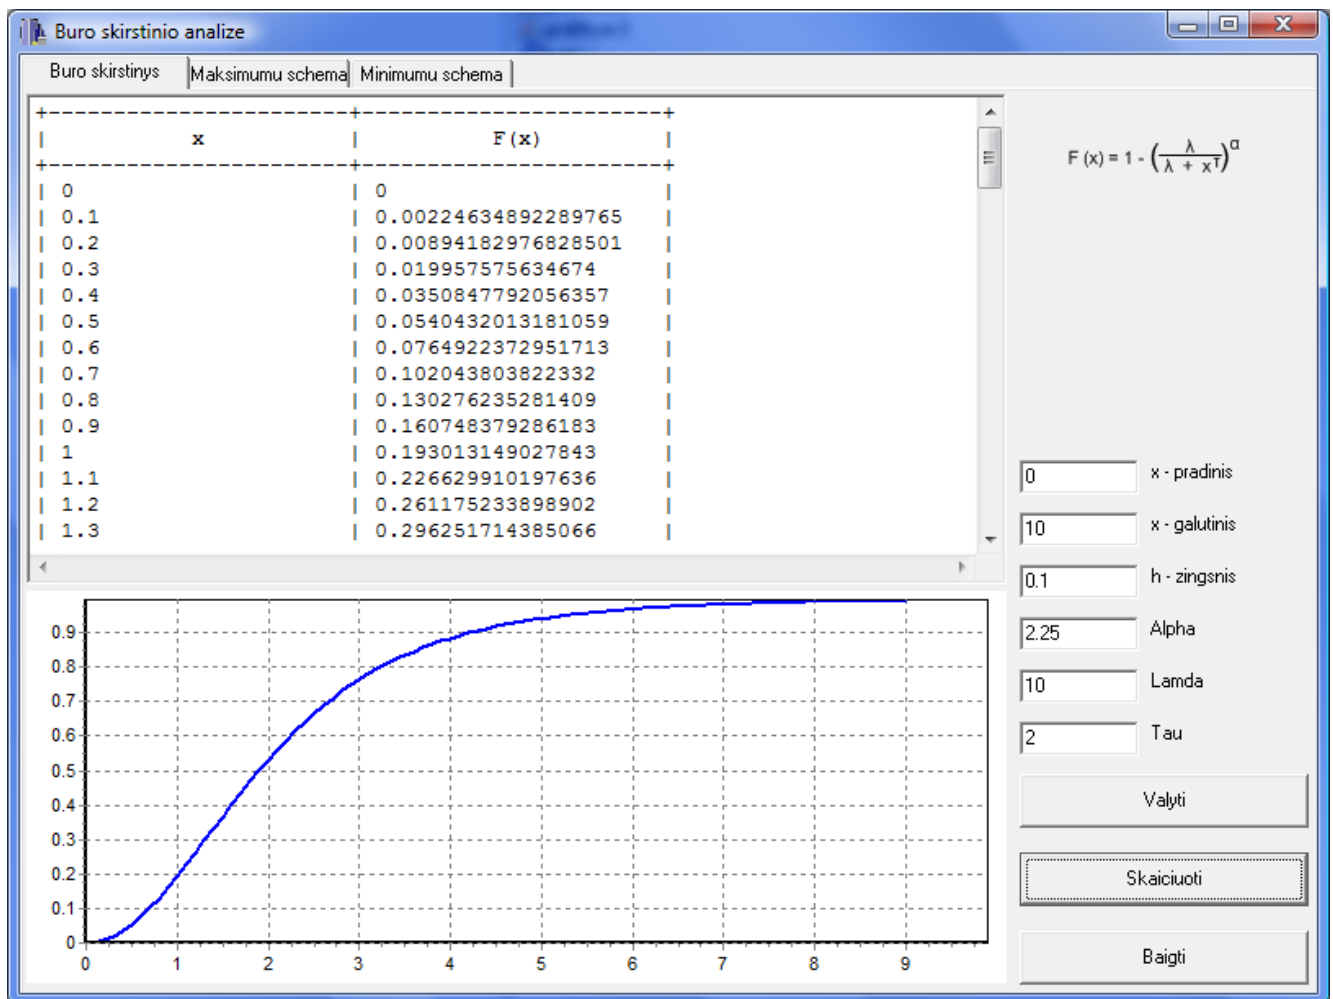 Buro skirstinio analize
Buro skirstinys Maksimumu schema Minimumu schema
+-----------------------+-----------------------+
| x | F(x) |
+-----------------------+-----------------------+
| 0 | 0 |
| 0.1 | 0.00224634892289765 |
| 0.2 | 0.00894182976828501 |
| 0.3 | 0.019957575634674 |
| 0.4 | 0.0350847792056357 |
| 0.5 | 0.0540432013181059 |
| 0.6 | 0.0764922372951713 |
| 0.7 | 0.102043803822332 |
| 0.8 | 0.130276235281409 |
| 0.9 | 0.160748379286183 |
| 1 | 0.193013149027843 |
| 1.1 | 0.226629910197636 |
| 1.2 | 0.261175233898902 |
| 1.3 | 0.296251714385066 |
F (x) = 1 - (λ / (λ + x^τ))^α
0 x - pradinis
10 x - galutinis
0.1 h - zingsnis
2.25 Alpha
10 Lamda
2 Tau
Valyti
Skaiciuoti
Baigti
0.9
0.8
0.7
0.6
0.5
0.4
0.3
0.2
0.1
0
0 1 2 3 4 5 6 7 8 9